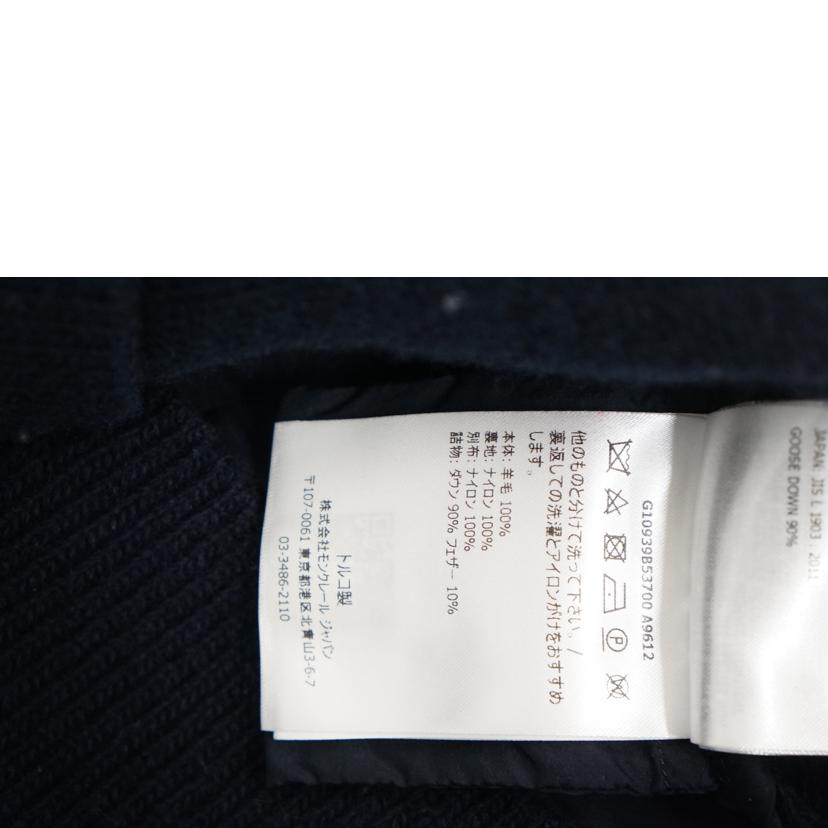 JAPAN JIS L 1903 : 2011
GOOSE DOWN 90%
G10939B53700 A9612
他のものと分けて洗って下さい。/
裏返しての洗濯とアイロンがけをおすすめ
します。
本体: 羊毛 100%
裏地: ナイロン 100%
別布: ナイロン 100%
詰物: ダウン 90% フェザー 10%
トルコ製
株式会社モンクレール ジャパン
〒107-0061 東京都港区北青山3-6-7
03-3486-2110